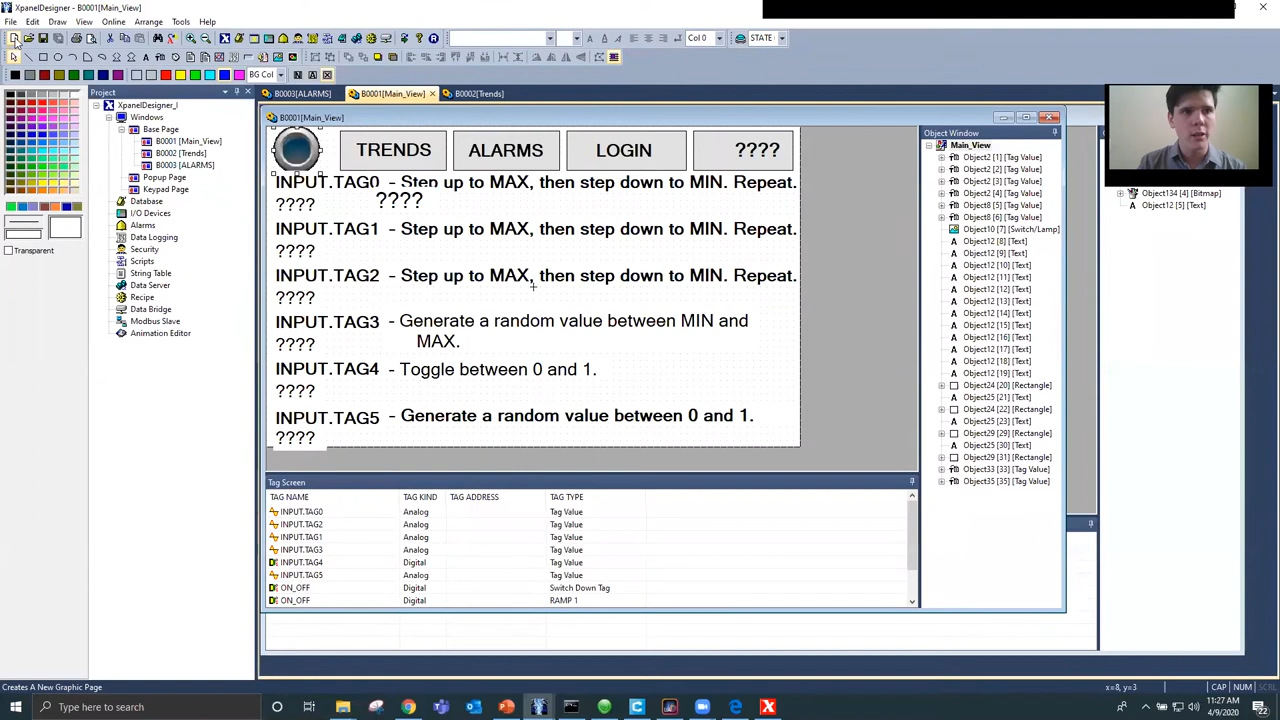 XpanelDesigner - B0001[Main_View]
File Edit Draw View Online Arrange Tools Help
Col 0 STATE
BG Col
Project
B0003[ALARMS] B0001[Main_View] B0002[Trends]
XpanelDesigner_I
Windows
Base Page
B0001 [Main_View]
B0002 [Trends]
B0003 [ALARMS]
Popup Page
Keypad Page
Database
I/O Devices
Alarms
Data Logging
Security
Scripts
String Table
Data Server
Recipe
Data Bridge
Modbus Slave
Animation Editor
Transparent
B0001[Main_View]
TRENDS ALARMS LOGIN ????
INPUT.TAG0 - Step up to MAX, then step down to MIN. Repeat.
???? ????
INPUT.TAG1 - Step up to MAX, then step down to MIN. Repeat.
????
INPUT.TAG2 - Step up to MAX, then step down to MIN. Repeat.
????
INPUT.TAG3 - Generate a random value between MIN and
MAX.
????
INPUT.TAG4 - Toggle between 0 and 1.
????
INPUT.TAG5 - Generate a random value between 0 and 1.
????
Object Window
Main_View
Object2 [1] [Tag Value]
Object2 [2] [Tag Value]
Object2 [3] [Tag Value]
Object2 [4] [Tag Value]
Object8 [5] [Tag Value]
Object8 [6] [Tag Value]
Object10 [7] [Switch/Lamp]
Object12 [8] [Text]
Object12 [9] [Text]
Object12 [10] [Text]
Object12 [11] [Text]
Object12 [12] [Text]
Object12 [13] [Text]
Object12 [14] [Text]
Object12 [15] [Text]
Object12 [16] [Text]
Object12 [17] [Text]
Object12 [18] [Text]
Object12 [19] [Text]
Object24 [20] [Rectangle]
Object25 [21] [Text]
Object24 [22] [Rectangle]
Object25 [23] [Text]
Object29 [29] [Rectangle]
Object25 [30] [Text]
Object29 [31] [Rectangle]
Object33 [33] [Tag Value]
Object35 [35] [Tag Value]
Object134 [4] [Bitmap]
Object12 [5] [Text]
Tag Screen
TAG NAME TAG KIND TAG ADDRESS TAG TYPE
INPUT.TAG0 Analog Tag Value
INPUT.TAG2 Analog Tag Value
INPUT.TAG1 Analog Tag Value
INPUT.TAG3 Analog Tag Value
INPUT.TAG4 Digital Tag Value
INPUT.TAG5 Analog Tag Value
ON_OFF Digital Switch Down Tag
ON_OFF Digital RAMP 1
Creates A New Graphic Page
x=8, y=3 CAP NUM SCRL
Type here to search
11:27 AM
4/9/2020
22